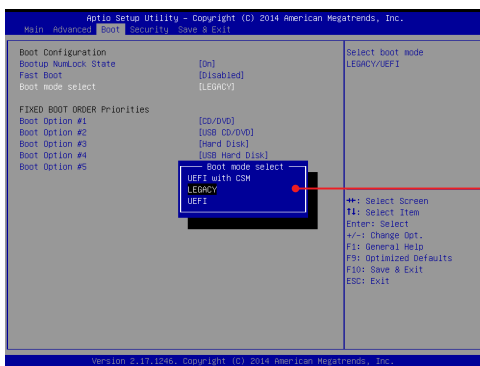 Aptio Setup Utility – Copyright (C) 2014 American Megatrends, Inc.
Main Advanced Boot Security Save & Exit
Boot Configuration
Bootup NumLock State [On]
Fast Boot [Disabled]
Boot mode select [LEGACY]
FIXED BOOT ORDER Priorities
Boot Option #1 [CD/DVD]
Boot Option #2 [USB CD/DVD]
Boot Option #3 [Hard Disk]
Boot Option #4 [USB Hard Disk]
Boot Option #5
Boot mode select
UEFI with CSM
LEGACY
UEFI
Select boot mode
LEGACY/UEFI
→←: Select Screen
↑↓: Select Item
Enter: Select
+/-: Change Opt.
F1: General Help
F9: Optimized Defaults
F10: Save & Exit
ESC: Exit
Version 2.17.1246. Copyright (C) 2014 American Megatrends, Inc.